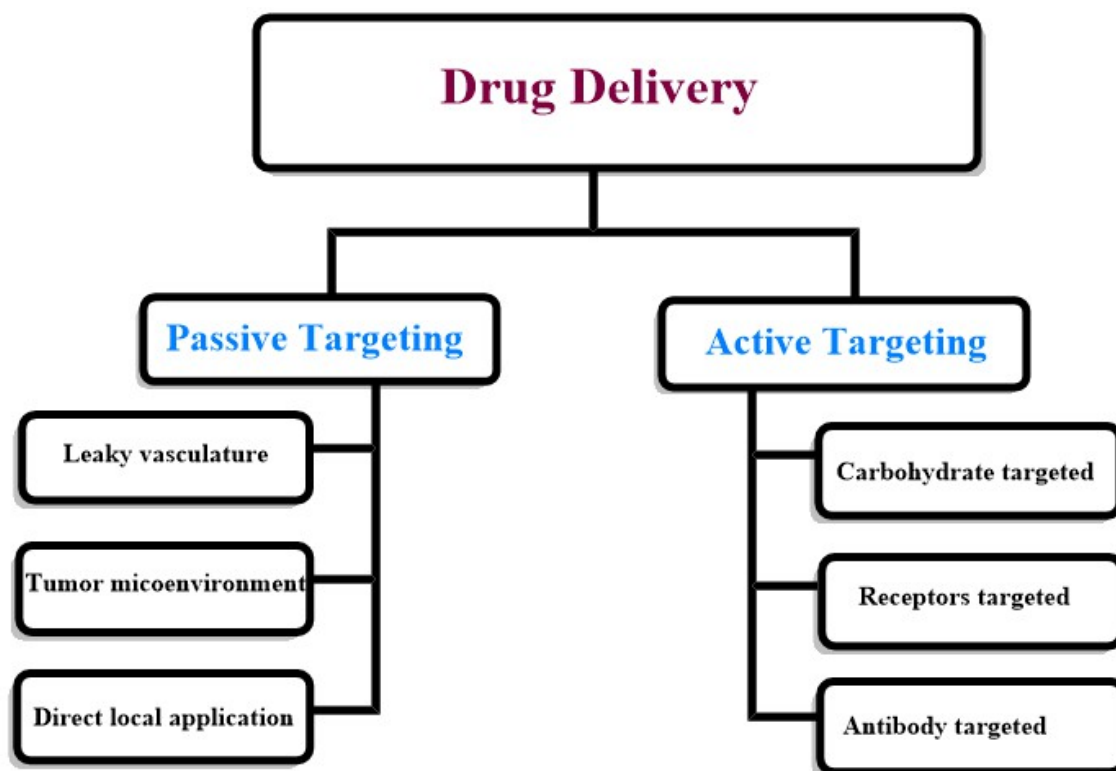 Drug Delivery
Passive Targeting
Leaky vasculature
Tumor micoenvironment
Direct local application
Active Targeting
Carbohydrate targeted
Receptors targeted
Antibody targeted